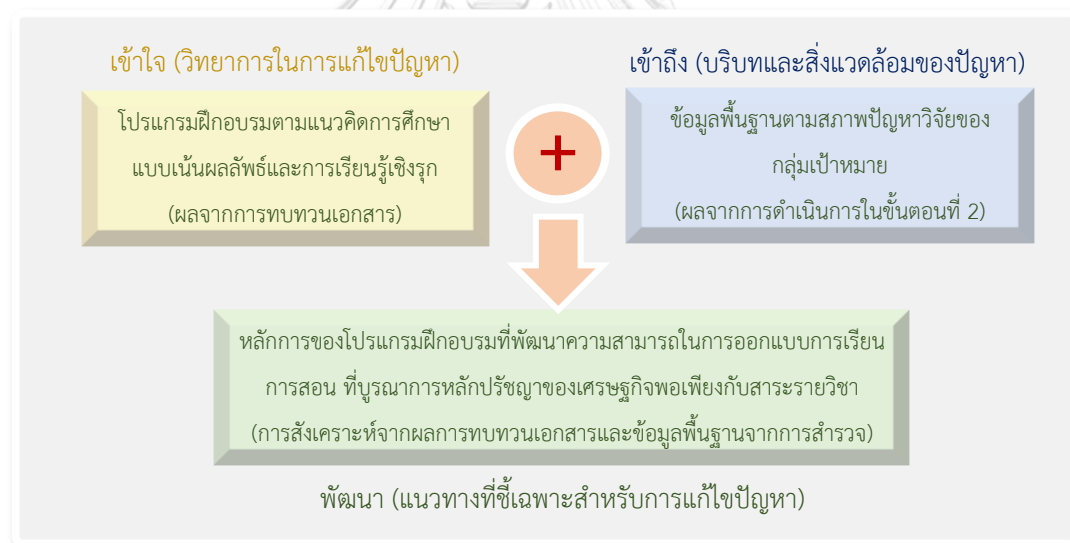 เข้าใจ (วิทยาการในการแก้ไขปัญหา)
โปรแกรมฝึกอบรมตามแนวคิดการศึกษา
แบบเน้นผลลัพธ์และการเรียนรู้เชิงรุก
(ผลจากการทบทวนเอกสาร)
+
เข้าถึง (บริบทและสิ่งแวดล้อมของปัญหา)
ข้อมูลพื้นฐานตามสภาพปัญหาวิจัยของ
กลุ่มเป้าหมาย
(ผลจากการดำเนินการในขั้นตอนที่ 2)
หลักการของโปรแกรมฝึกอบรมที่พัฒนาความสามารถในการออกแบบการเรียน
การสอน ที่บูรณาการหลักปรัชญาของเศรษฐกิจพอเพียงกับสาระรายวิชา
(การสังเคราะห์จากผลการทบทวนเอกสารและข้อมูลพื้นฐานจากการสำรวจ)
พัฒนา (แนวทางที่ชี้เฉพาะสำหรับการแก้ไขปัญหา)